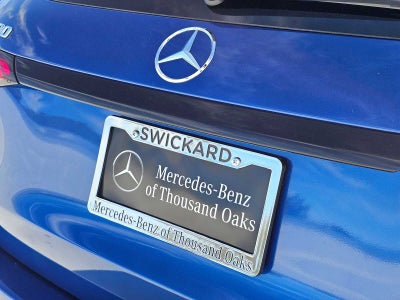 SWICKARD
Mercedes-Benz
of Thousand Oaks
Mercedes-Benz of Thousand Oaks